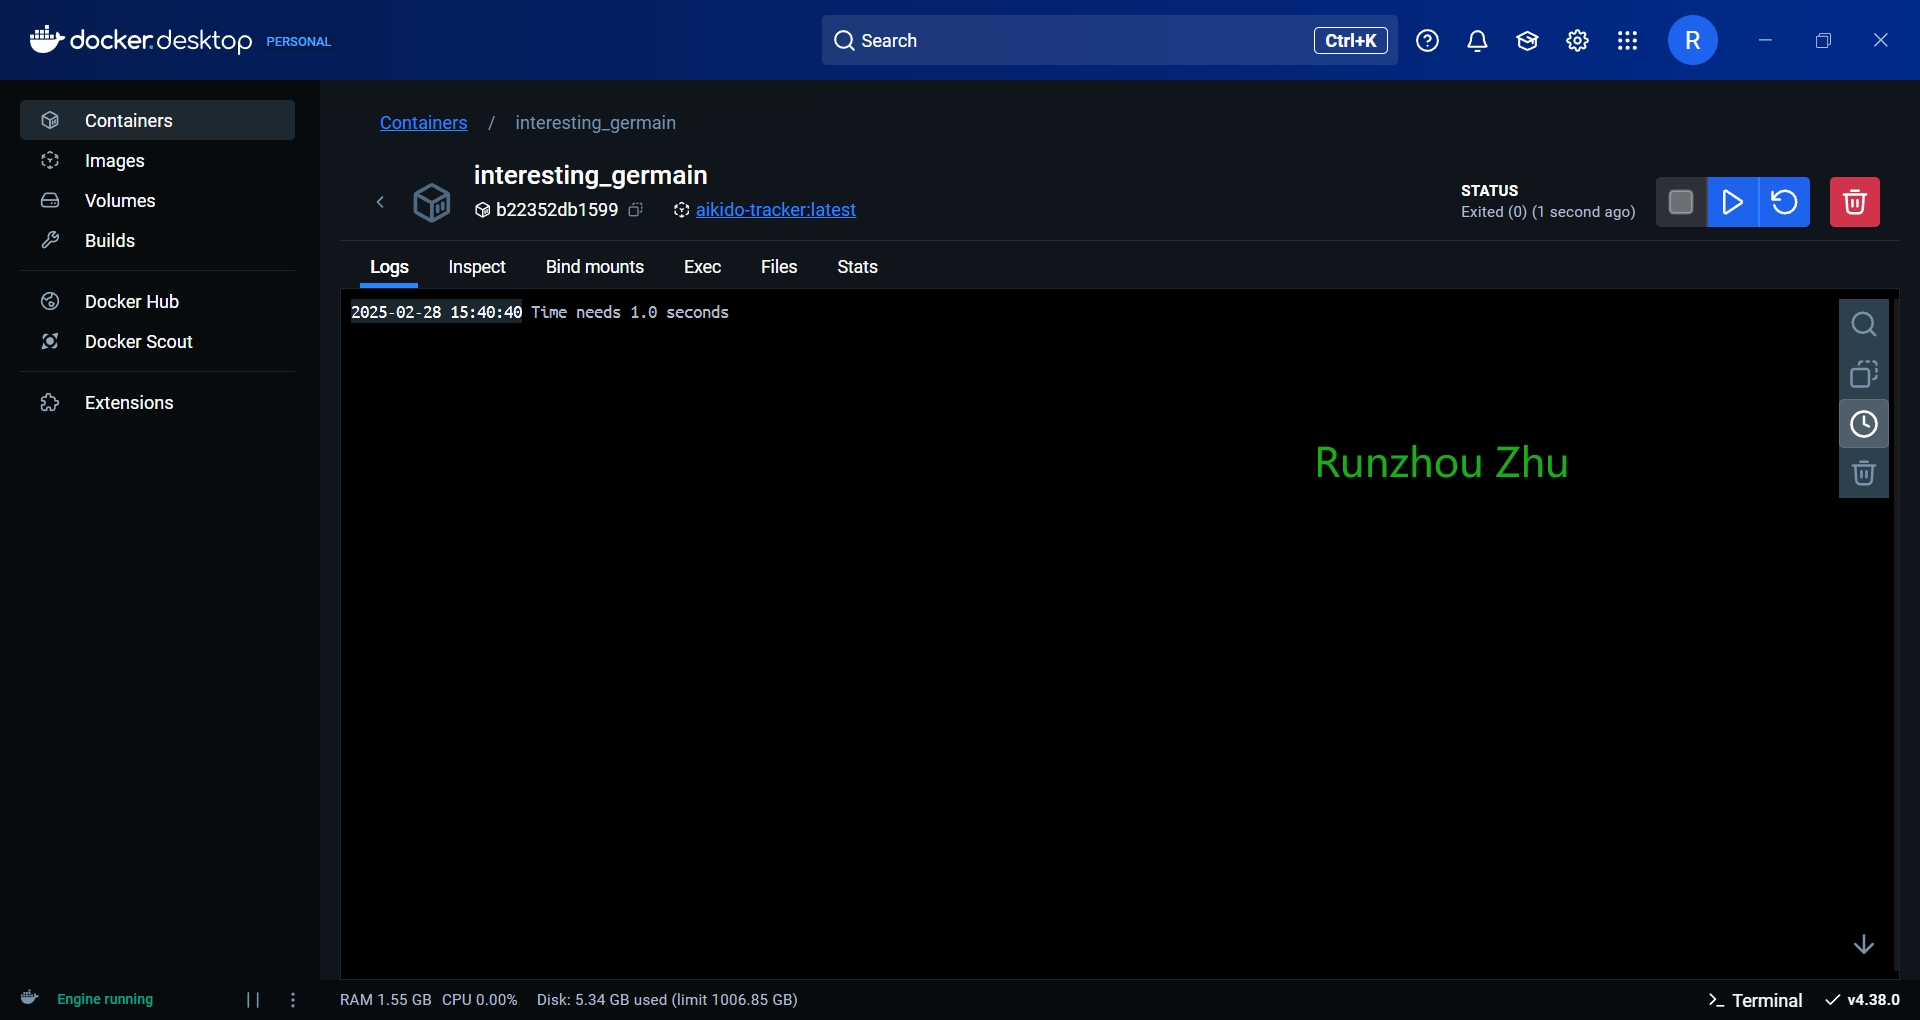 docker.desktop PERSONAL
Search
Ctrl+K
R
Containers
Images
Volumes
Builds
Docker Hub
Docker Scout
Extensions
Containers / interesting_germain
interesting_germain
b22352db1599 aikido-tracker:latest
STATUS
Exited (0) (1 second ago)
Logs Inspect Bind mounts Exec Files Stats
2025-02-28 15:40:40 Time needs 1.0 seconds
Runzhou Zhu
Engine running
RAM 1.55 GB CPU 0.00% Disk: 5.34 GB used (limit 1006.85 GB)
Terminal
v4.38.0